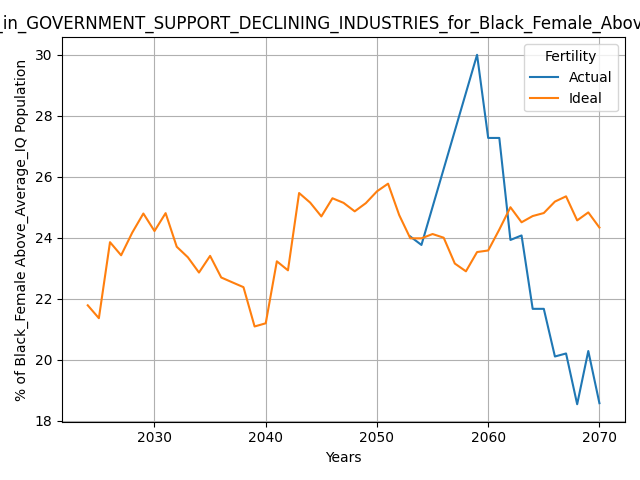 _in_GOVERNMENT_SUPPORT_DECLINING_INDUSTRIES_for_Black_Female_Abov
Fertility
Actual
Ideal
% of Black_Female Above_Average_IQ Population
30
28
26
24
22
20
18
2030 2040 2050 2060 2070
Years